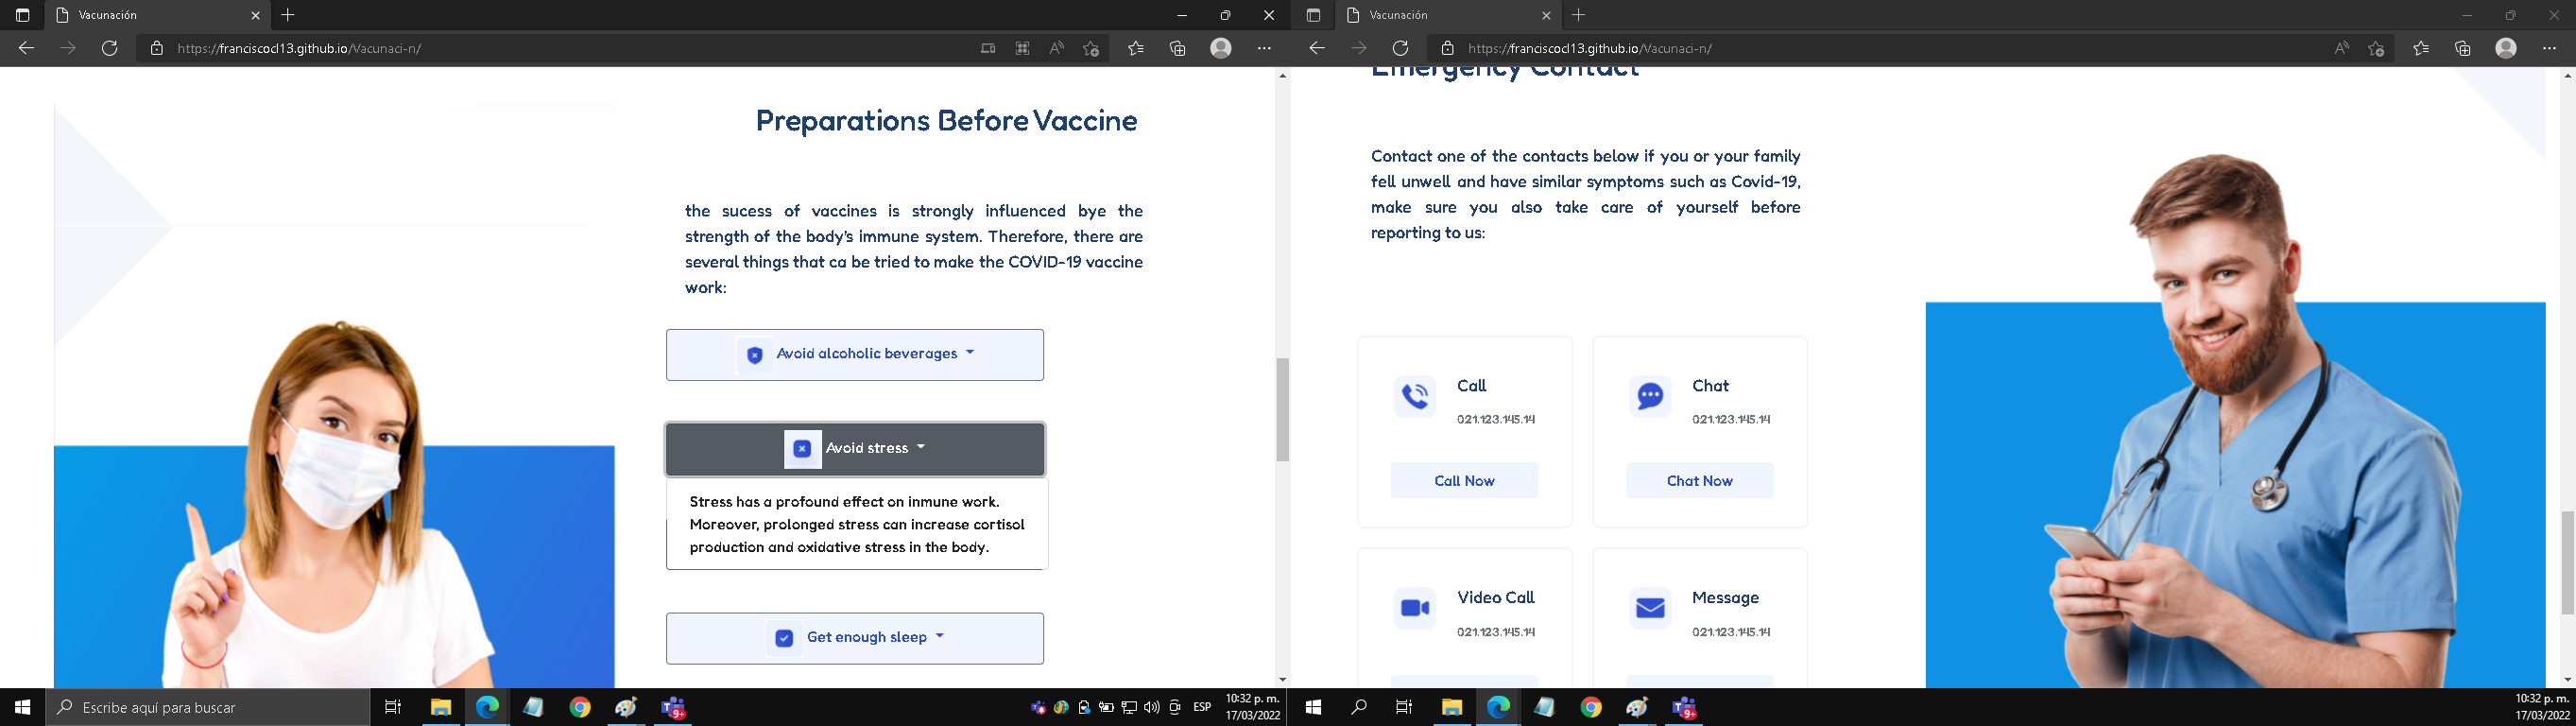 Vacunación
https://franciscocl13.github.io/Vacunaci-n/
Preparations Before Vaccine
the sucess of vaccines is strongly influenced bye the
strength of the body's immune system. Therefore, there are
several things that ca be tried to make the COVID-19 vaccine
work:
Avoid alcoholic beverages
Avoid stress
Stress has a profound effect on inmune work.
Moreover, prolonged stress can increase cortisol
production and oxidative stress in the body.
Get enough sleep
Escribe aquí para buscar
9+
ESP
10:32 p. m.
17/03/2022
Vacunación
https://franciscocl13.github.io/Vacunaci-n/
Emergency Contact
Contact one of the contacts below if you or your family
fell unwell and have similar symptoms such as Covid-19,
make sure you also take care of yourself before
reporting to us:
Call
021.123.145.14
Call Now
Chat
021.123.145.14
Chat Now
Video Call
021.123.145.14
Message
021.123.145.14
9+
10:32 p. m.
17/03/2022